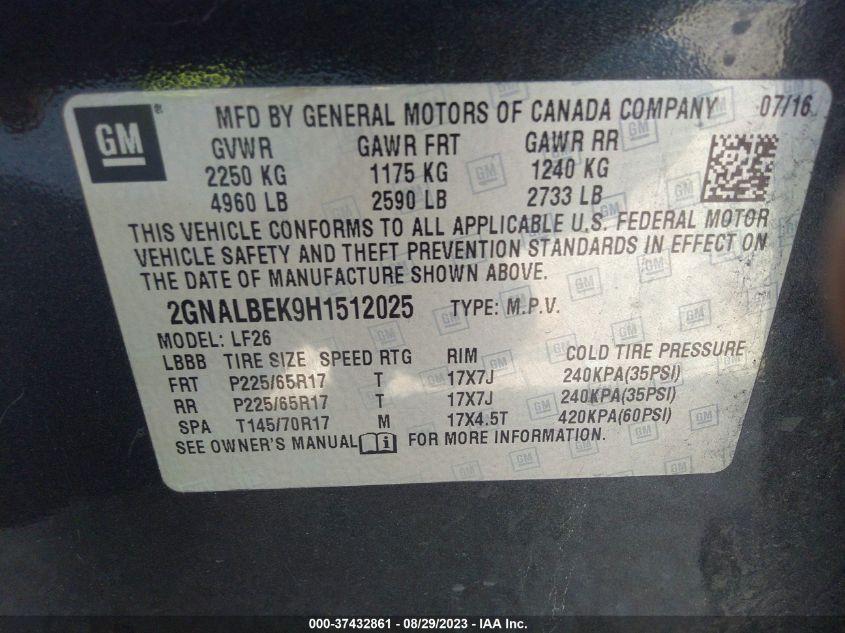 GM
MFD BY GENERAL MOTORS OF CANADA COMPANY 07/16
GVWR GAWR FRT GAWR RR
2250 KG 1175 KG 1240 KG
4960 LB 2590 LB 2733 LB
THIS VEHICLE CONFORMS TO ALL APPLICABLE U.S. FEDERAL MOTOR
VEHICLE SAFETY AND THEFT PREVENTION STANDARDS IN EFFECT ON
THE DATE OF MANUFACTURE SHOWN ABOVE.
2GNALBEK9H1512025 TYPE: M.P.V.
MODEL: LF26
LBBB TIRE SIZE SPEED RTG RIM COLD TIRE PRESSURE
FRT P225/65R17 T 17X7J 240KPA(35PSI)
RR P225/65R17 T 17X7J 240KPA(35PSI)
SPA T145/70R17 M 17X4.5T 420KPA(60PSI)
SEE OWNER'S MANUAL FOR MORE INFORMATION.
000-37432861 - 08/29/2023 - IAA Inc.